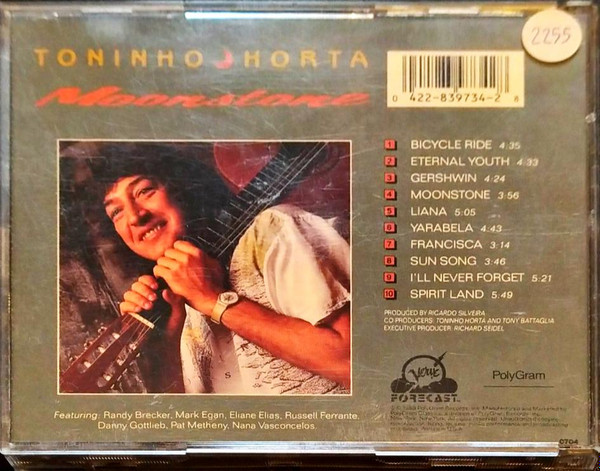 TONINHO HORTA
Moonstone
2255
0 422-839734-2 8
1 BICYCLE RIDE 4:35
2 ETERNAL YOUTH 4:33
3 GERSHWIN 4:24
4 MOONSTONE 3:56
5 LIANA 5:05
6 YARABELA 4:43
7 FRANCISCA 3:14
8 SUN SONG 3:46
9 I'LL NEVER FORGET 5:21
10 SPIRIT LAND 5:49
PRODUCED BY RICARDO SILVEIRA
CO PRODUCERS: TONINHO HORTA AND TONY BATTAGLIA
EXECUTIVE PRODUCER: RICHARD SEIDEL
Verve
FORECAST
PolyGram
Featuring: Randy Brecker, Mark Egan, Eliane Elias, Russell Ferrante,
Danny Gottlieb, Pat Metheny, Nana Vasconcelos.
0704